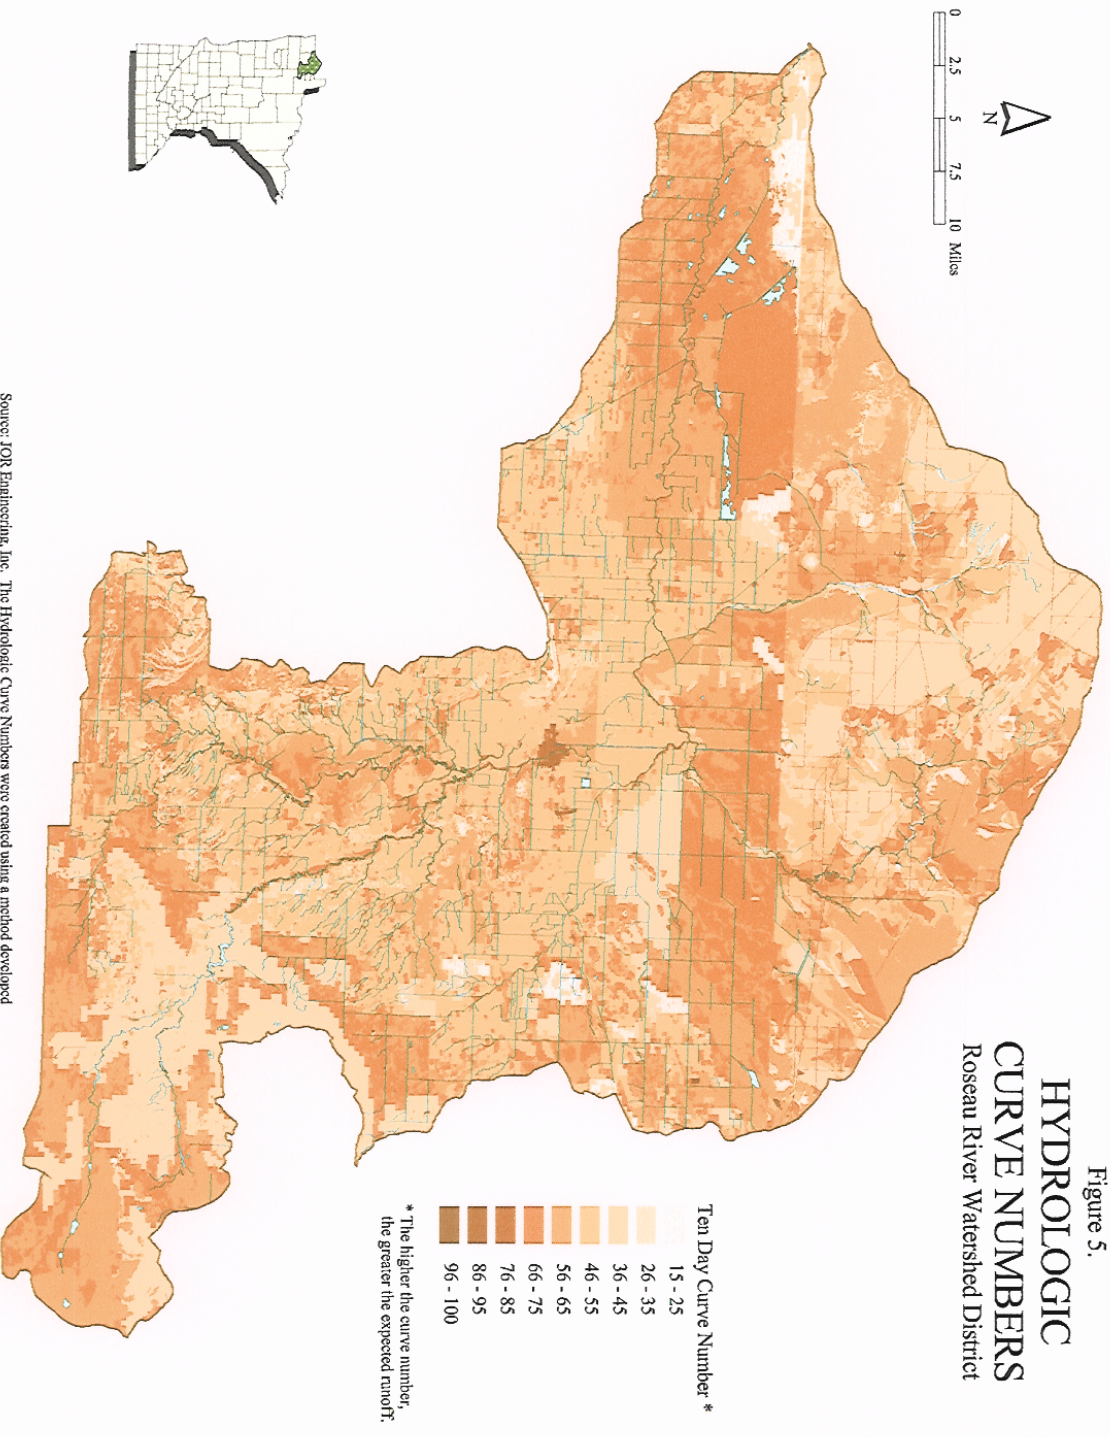 Figure 5.
HYDROLOGIC
CURVE NUMBERS
Roseau River Watershed District
0 2.5 5 7.5 10 Miles
N
Ten Day Curve Number *
15 - 25
26 - 35
36 - 45
46 - 55
56 - 65
66 - 75
76 - 85
86 - 95
96 - 100
* The higher the curve number,
the greater the expected runoff.
Source: JOR Engineering, Inc. The Hydrologic Curve Numbers were created using a method developed